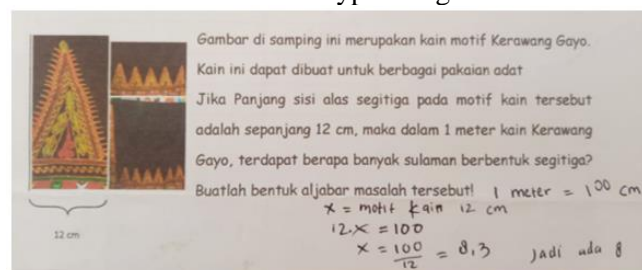 Gambar di samping ini merupakan kain motif Kerawang Gayo.
Kain ini dapat dibuat untuk berbagai pakaian adat
Jika Panjang sisi alas segitiga pada motif kain tersebut
adalah sepanjang 12 cm, maka dalam 1 meter kain Kerawang
Gayo, terdapat berapa banyak sulaman berbentuk segitiga?
Buatlah bentuk aljabar masalah tersebut! 1 meter = 100 cm
x = motif kain 12 cm
12.x = 100
x = 100/12 = 8,3 Jadi ada 8
12 cm